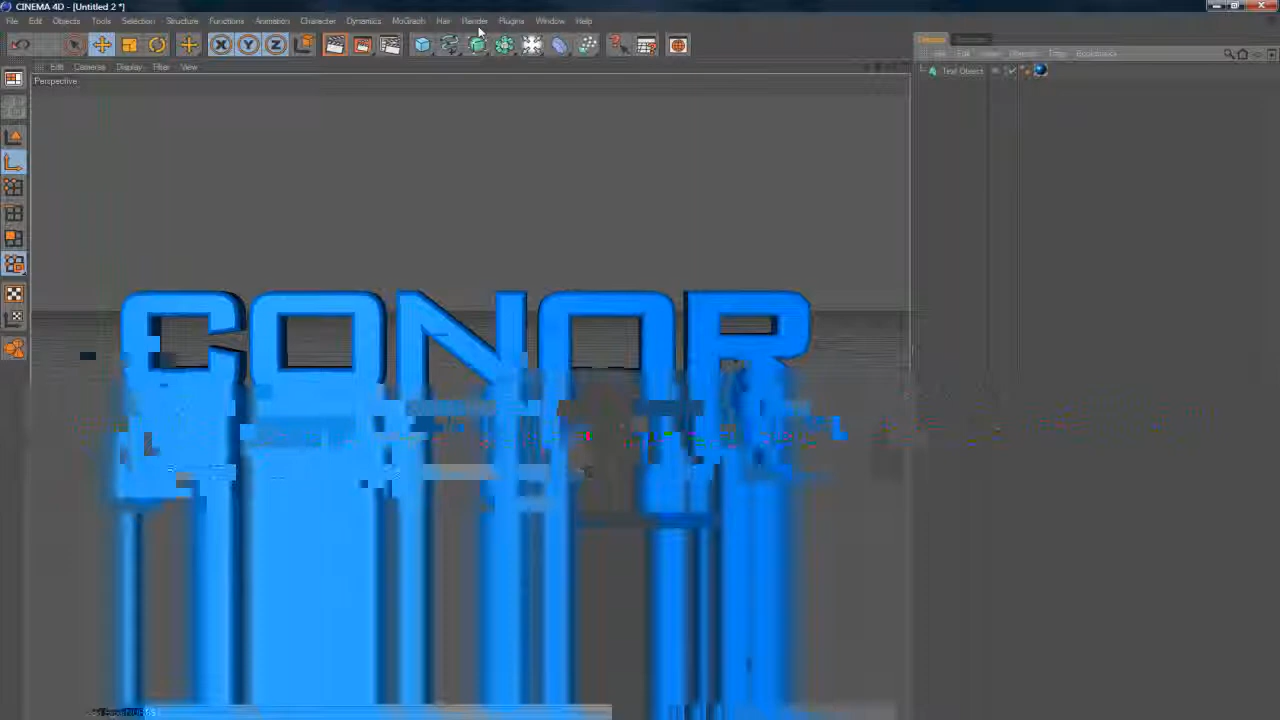 CINEMA 4D - [Untitled 2 *]
File Edit Objects Tools Selection Structure Functions Animation Character Dynamics MoGraph Hair Render Plugins Window Help
X Y Z
Edit Cameras Display Filter View
Perspective
Bookmarks
Text Object
CONOR